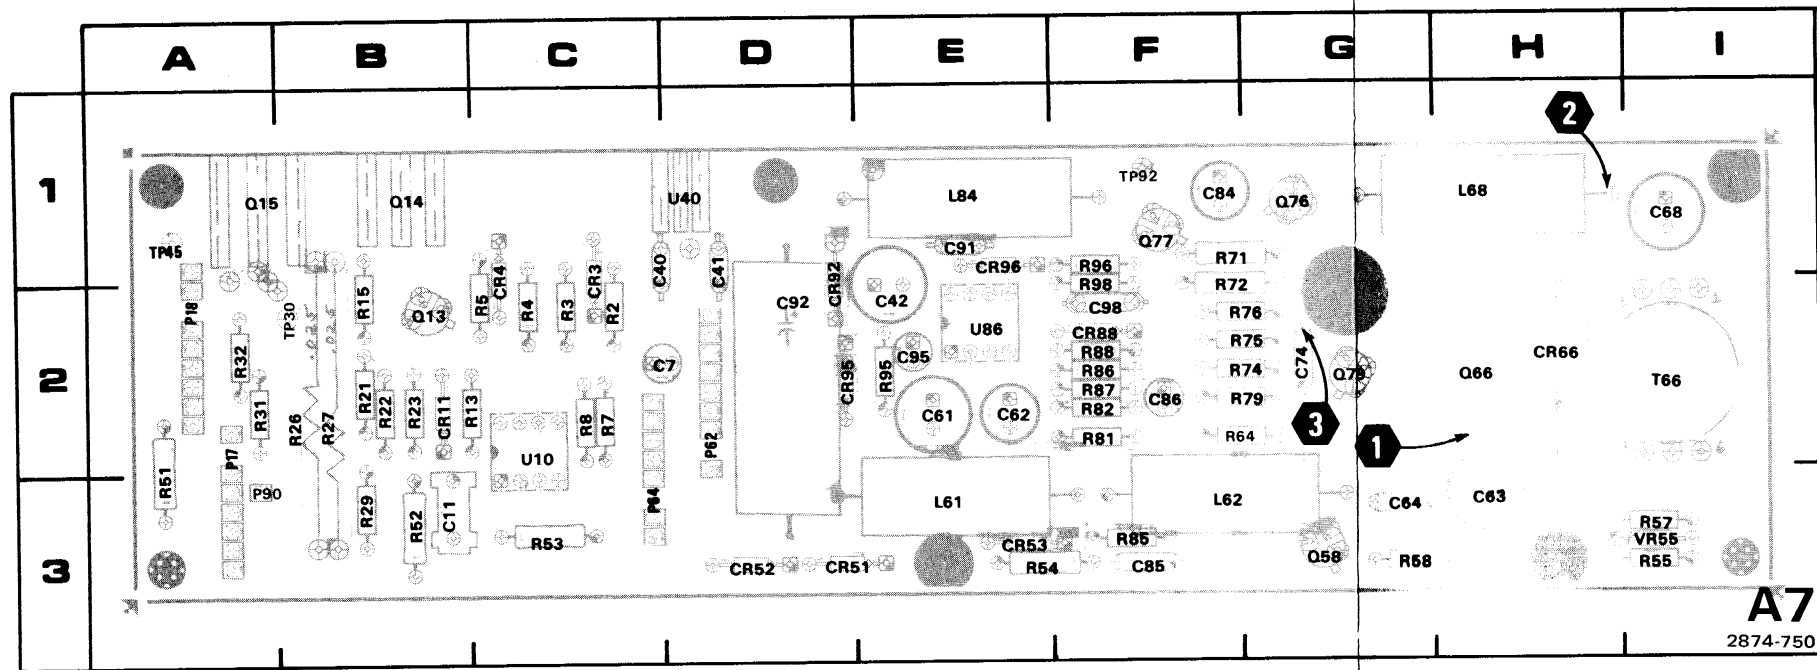 A B C D E F G H I
2
1
Q15 Q14 U40 L84 TP92 C84 Q76 L68 C68
TP45 C91 Q77 R71
CR4 CR3 C40 C41 CR92 CR96 R96 R72
R98
P18 TP30 R15 Q13 R5 R4 R3 R2 C92 C42 U86 C98 R76
.025 .025
CR88 R75
2
R32 C7 CR95 R95 C95 R88 R86 R74 C74 Q79 Q66 CR66 T66
R31 R26 R27 R21 R22 R23 CR11 R13 R8 R7 C61 C62 R87 R82 C86 R79
3
P17 P62 R81 R64 1
U10
R51 P90 R29 R52 C11 P64 L61 L62 C64 C63
R53 CR53 R85 R57
VR55
3
CR52 CR51 R54 C85 Q58 R58 R55
A7
2874-750